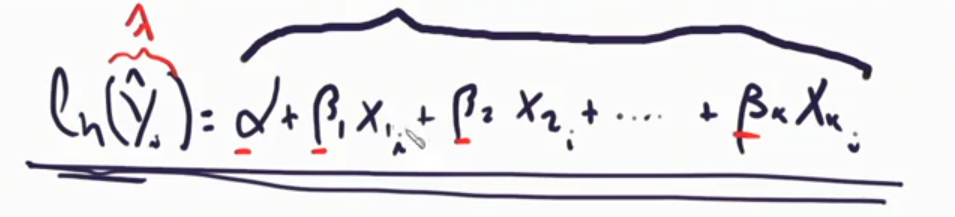 λ
ln(Ŷᵢ) = α + β₁ X₁ᵢ + β₂ X₂ᵢ + .... + βₖ Xₖᵢ